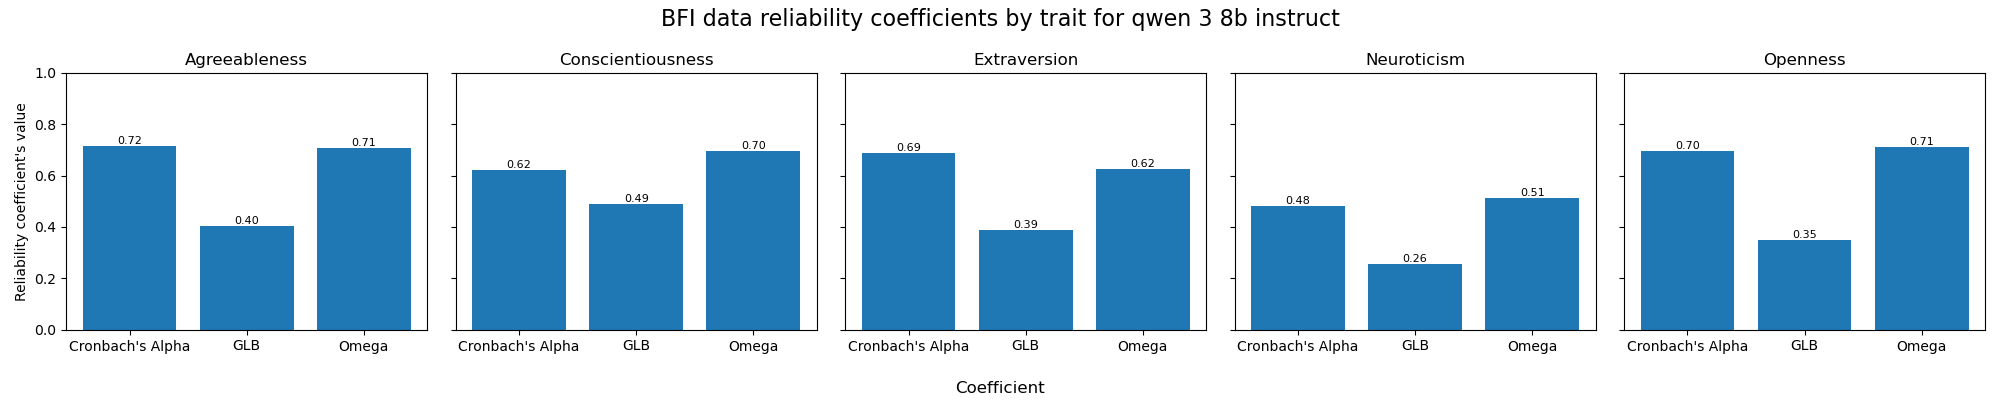 BFI data reliability coefficients by trait for qwen 3 8b instruct
Agreeableness
Conscientiousness
Extraversion
Neuroticism
Openness
Reliability coefficient's value
1.0
0.8
0.6
0.4
0.2
0.0
0.72
0.40
0.71
Cronbach's Alpha GLB Omega
0.62
0.49
0.70
Cronbach's Alpha GLB Omega
0.69
0.39
0.62
Cronbach's Alpha GLB Omega
0.48
0.26
0.51
Cronbach's Alpha GLB Omega
0.70
0.35
0.71
Cronbach's Alpha GLB Omega
Coefficient